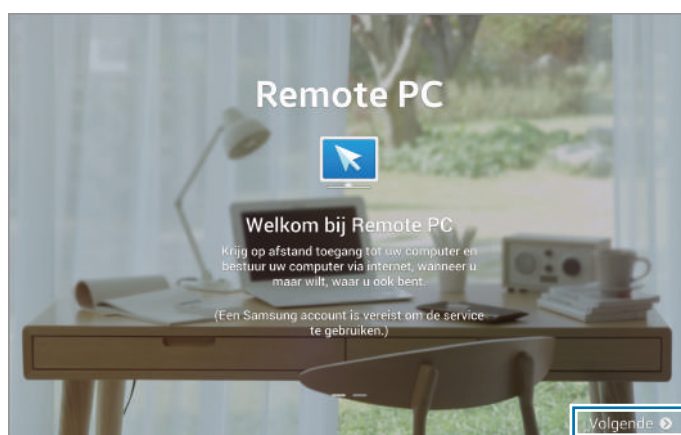 Remote PC
Welkom bij Remote PC
Krijg op afstand toegang tot uw computer en
bestuur uw computer via internet, wanneer u
maar wilt, waar u ook bent.
(Een Samsung account is vereist om de service
te gebruiken.)
Volgende